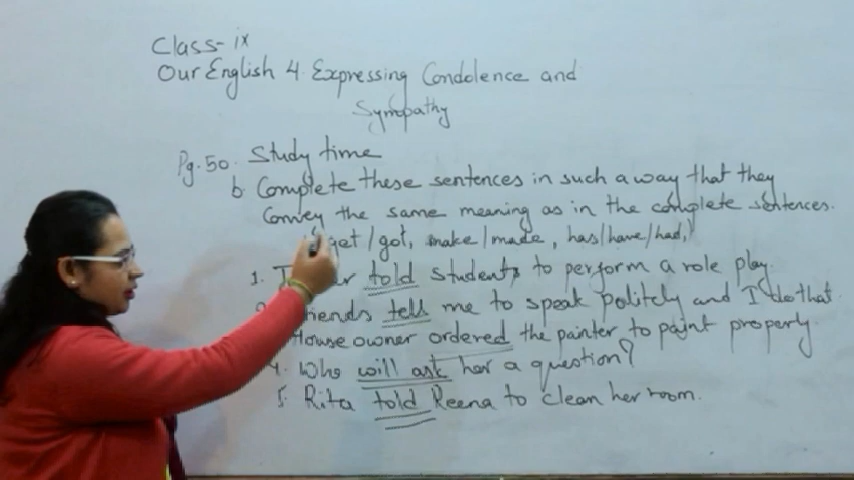 Class- ix
Our English 4. Expressing Condolence and
Sympathy
Pg. 50. Study time
b. Complete these sentences in such a way that they
Convey the same meaning as in the complete sentences.
get / got, make / made, has/have/had,
1. told students to perform a role play.
tell me to speak politely and I do that.
House owner ordered the painter to paint properly.
4. Who will ask her a question?
5. Rita told Reena to clean her room.